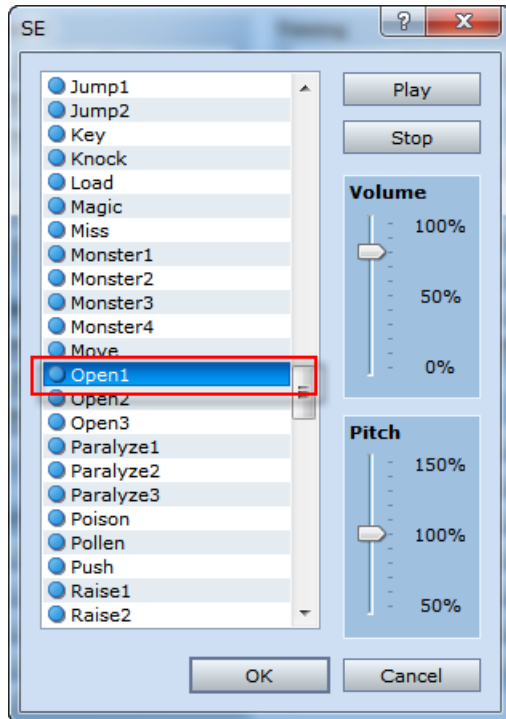 SE
Jump1
Jump2
Key
Knock
Load
Magic
Miss
Monster1
Monster2
Monster3
Monster4
Move
Open1
Open2
Open3
Paralyze1
Paralyze2
Paralyze3
Poison
Pollen
Push
Raise1
Raise2
Play
Stop
Volume
100%
50%
0%
Pitch
150%
100%
50%
OK
Cancel